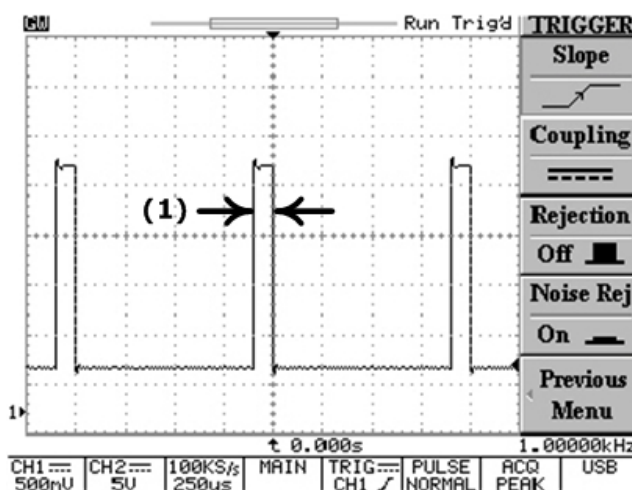 GW Run Trig'd TRIGGER
Slope
Coupling
(1)
Rejection
Off
Noise Rej
On
Previous
Menu
1
0.000s 1.00000kHz
CH1 CH2 100KS/s MAIN TRIG PULSE ACQ USB
500mV 5V 250us CH1 NORMAL PEAK